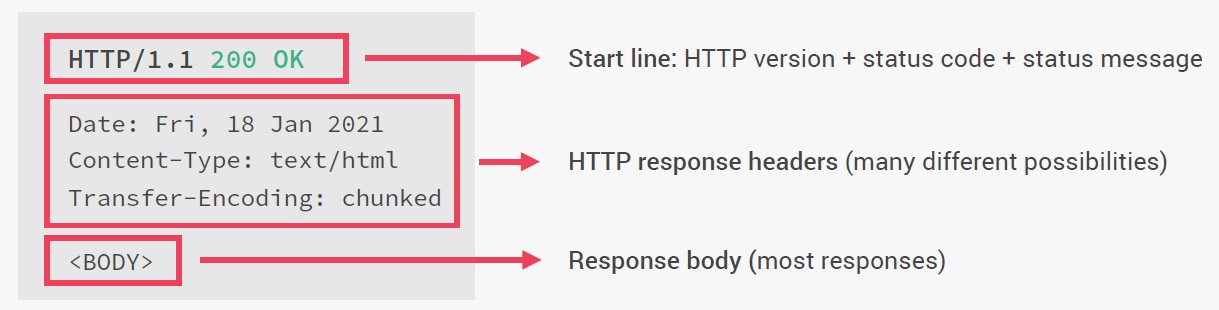 HTTP/1.1 200 OK
Start line: HTTP version + status code + status message
Date: Fri, 18 Jan 2021
Content-Type: text/html
Transfer-Encoding: chunked
HTTP response headers (many different possibilities)
<BODY>
Response body (most responses)